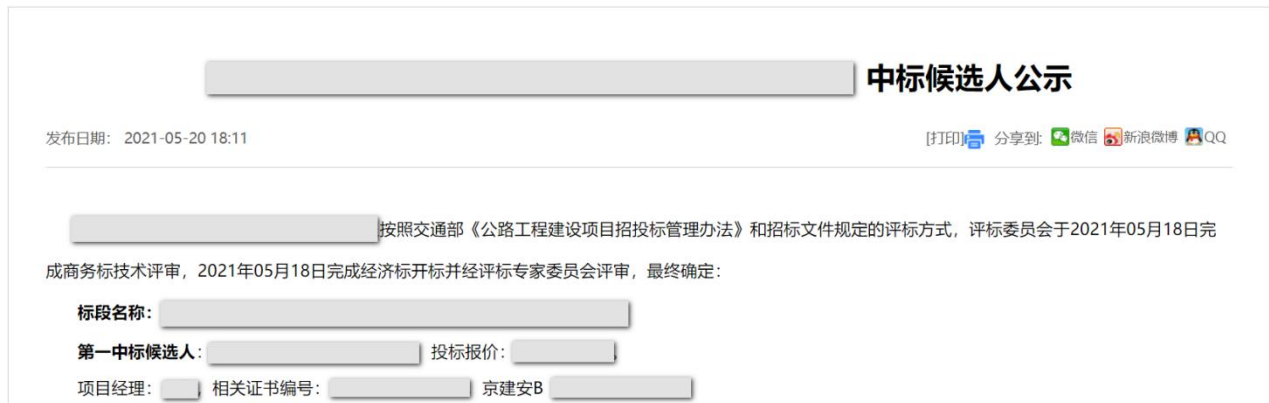 中标候选人公示
发布日期： 2021-05-20 18:11
[打印] 分享到: 微信 新浪微博 QQ
按照交通部《公路工程建设项目招投标管理办法》和招标文件规定的评标方式，评标委员会于2021年05月18日完
成商务标技术评审，2021年05月18日完成经济标开标并经评标专家委员会评审，最终确定：
标段名称：
第一中标候选人： 投标报价：
项目经理： 相关证书编号： 京建安B